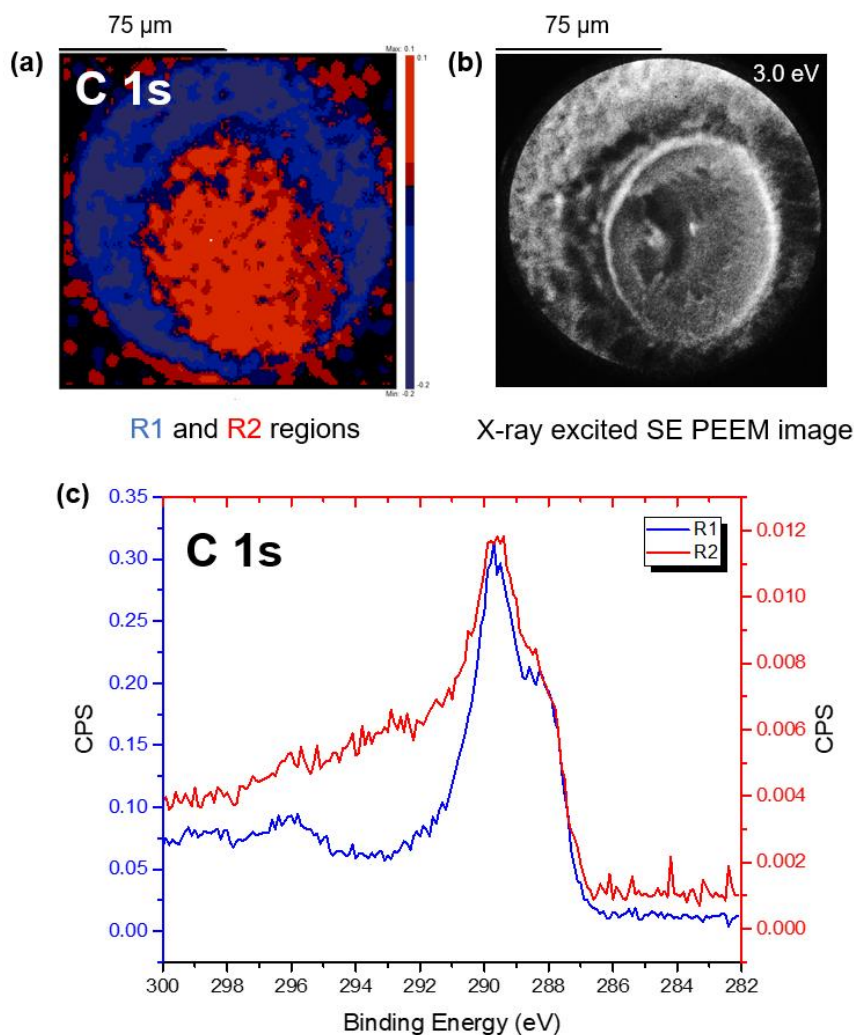 75 µm
75 µm
(a)
C 1s
Max: 0.1
0.1
-0.2
Min: -0.2
(b)
3.0 eV
R1 and R2 regions
X-ray excited SE PEEM image
(c)
C 1s
R1
R2
0.35
0.30
0.25
0.20
0.15
0.10
0.05
0.00
CPS
0.012
0.010
0.008
0.006
0.004
0.002
0.000
CPS
300 298 296 294 292 290 288 286 284 282
Binding Energy (eV)